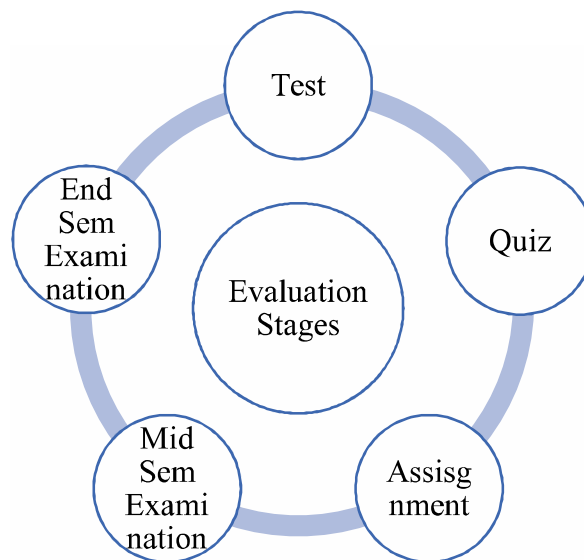 Test
Quiz
Assisg
nment
Mid
Sem
Exami
nation
End
Sem
Exami
nation
Evaluation
Stages